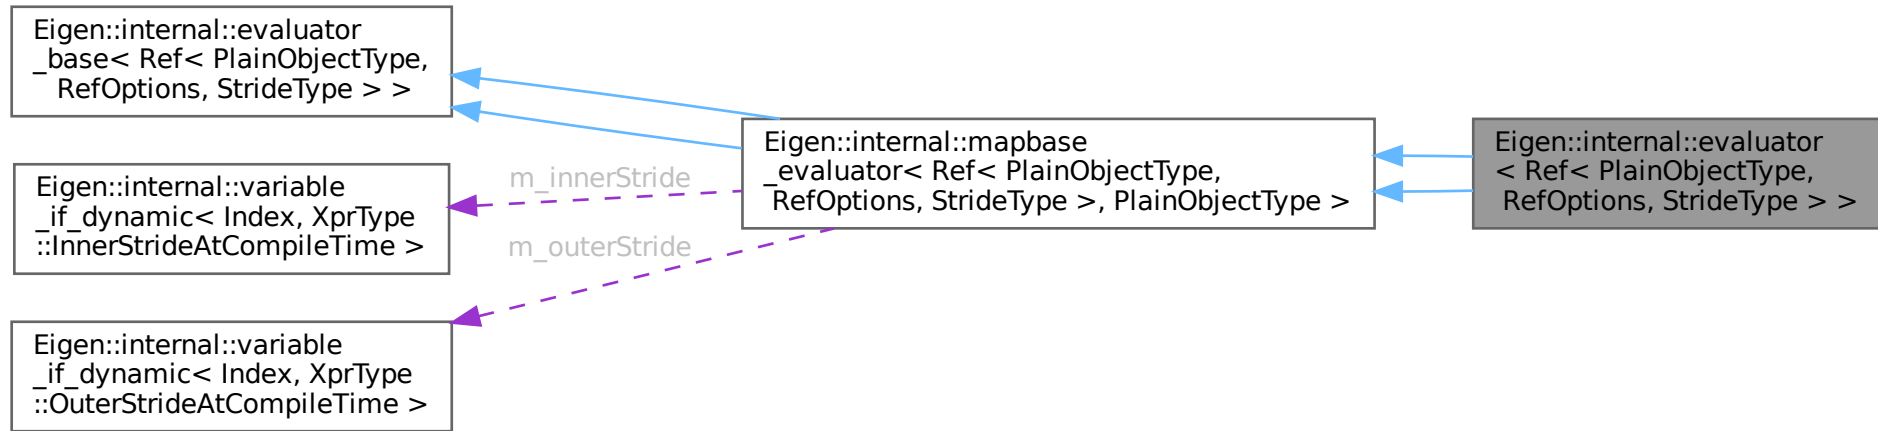 Eigen::internal::evaluator
_base< Ref< PlainObjectType,
RefOptions, StrideType > >
Eigen::internal::variable
_if_dynamic< Index, XprType
::InnerStrideAtCompileTime >
Eigen::internal::variable
_if_dynamic< Index, XprType
::OuterStrideAtCompileTime >
m_innerStride
m_outerStride
Eigen::internal::mapbase
_evaluator< Ref< PlainObjectType,
RefOptions, StrideType >, PlainObjectType >
Eigen::internal::evaluator
< Ref< PlainObjectType,
RefOptions, StrideType > >